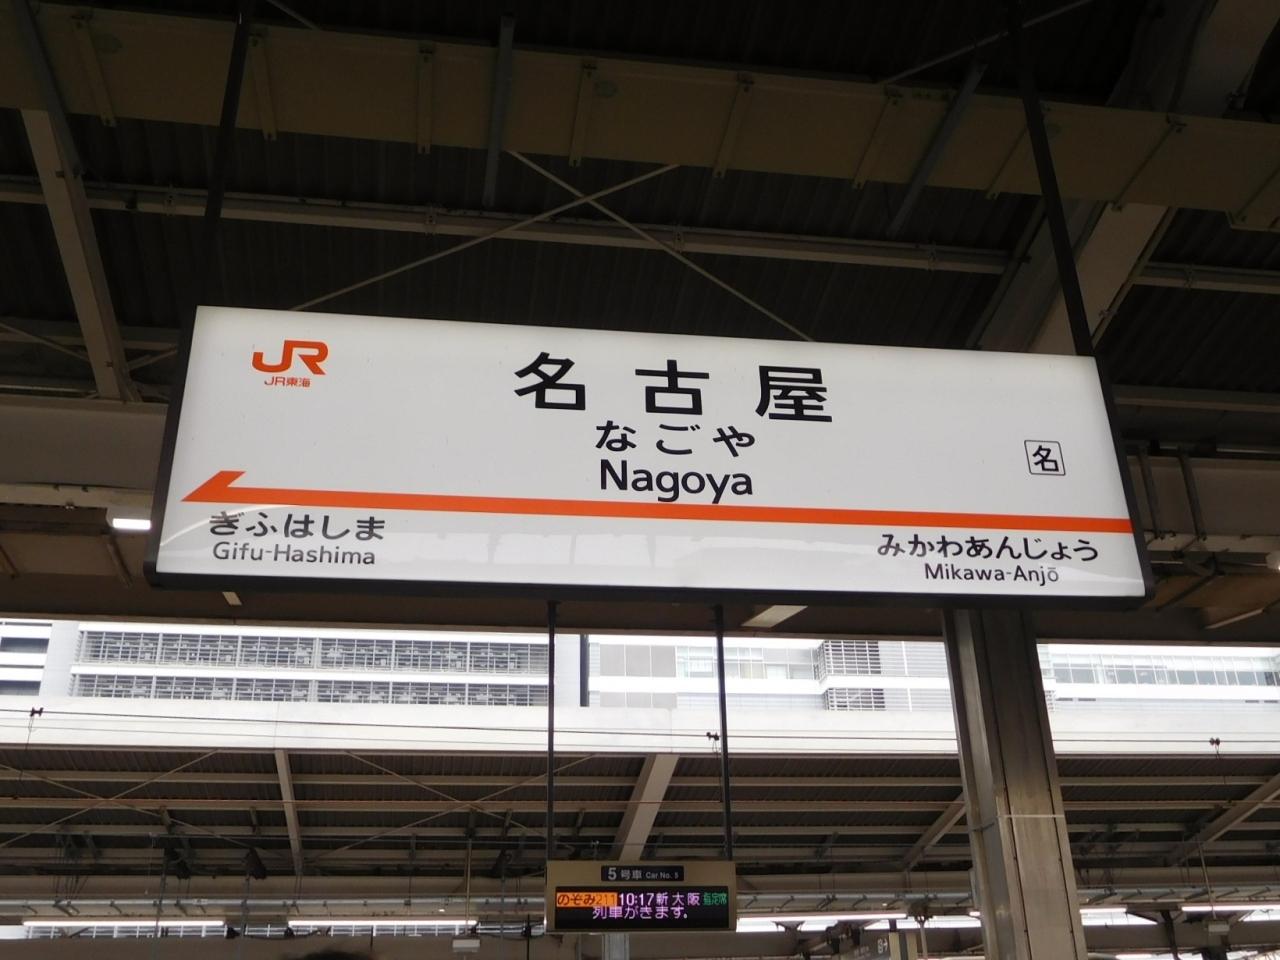 JR
JR東海
名古屋
なごや
Nagoya
名
ぎふはしま
Gifu-Hashima
みかわあんじょう
Mikawa-Anjō
5号車 Car No. 5
のぞみ211 10:17 新大阪 指定席
列車がきます。